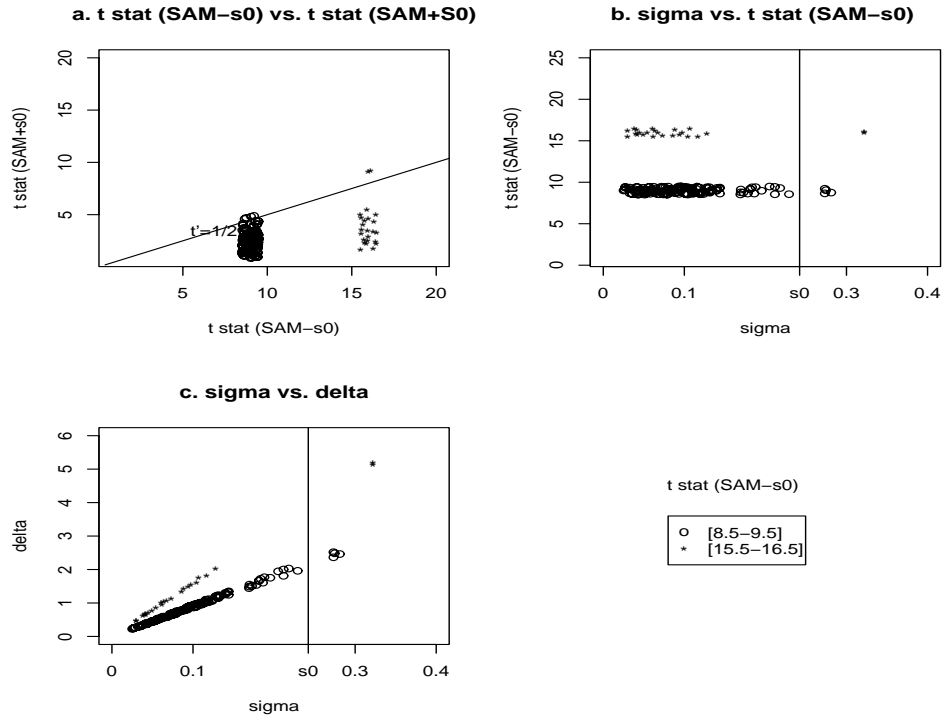 a. t stat (SAM−s0) vs. t stat (SAM+S0)
t stat (SAM+s0)
20
15
10
5
t'=1/2
5
10
15
20
t stat (SAM−s0)
b. sigma vs. t stat (SAM−s0)
t stat (SAM−s0)
25
20
15
10
5
0
0
0.1
s0
0.3
0.4
sigma
c. sigma vs. delta
delta
6
5
4
3
2
1
0
0
0.1
s0
0.3
0.4
sigma
t stat (SAM−s0)
o [8.5−9.5]
* [15.5−16.5]